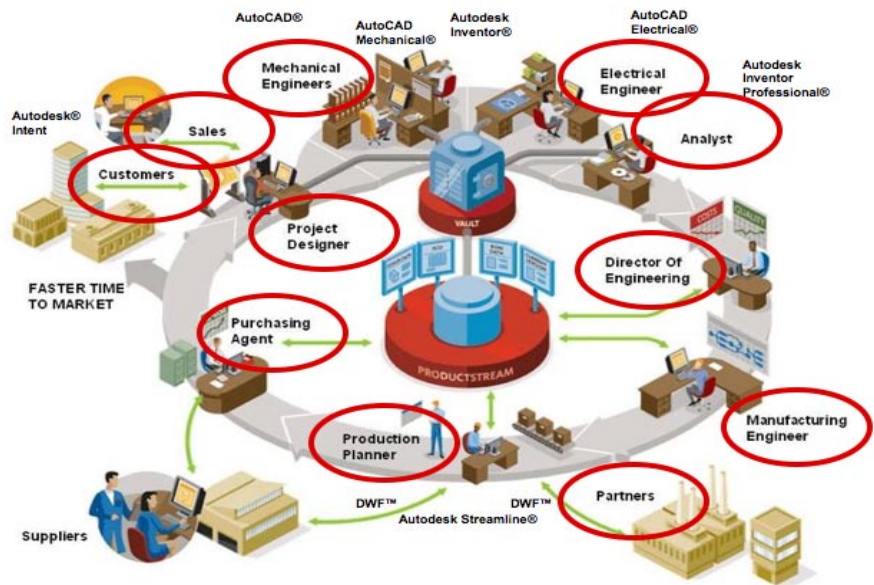 AutoCAD®
AutoCAD
Mechanical®
Autodesk
Inventor®
AutoCAD
Electrical®
Autodesk
Inventor
Professional®
Mechanical
Engineers
Electrical
Engineer
Autodesk®
Intent
Sales
Analyst
Customers
Project
Designer
VAULT
COSTS
QUALITY
Director Of
Engineering
FASTER TIME
TO MARKET
Purchasing
Agent
PRODUCTSTREAM
Manufacturing
Engineer
Production
Planner
Partners
DWF™
DWF™
Autodesk Streamline®
Suppliers